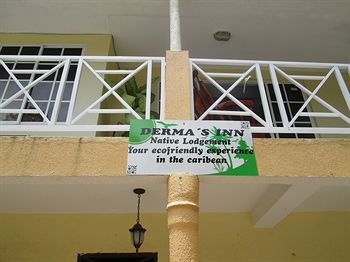 DERMA´S INN
Native Lodgement
Your ecofriendly experience
in the caribean